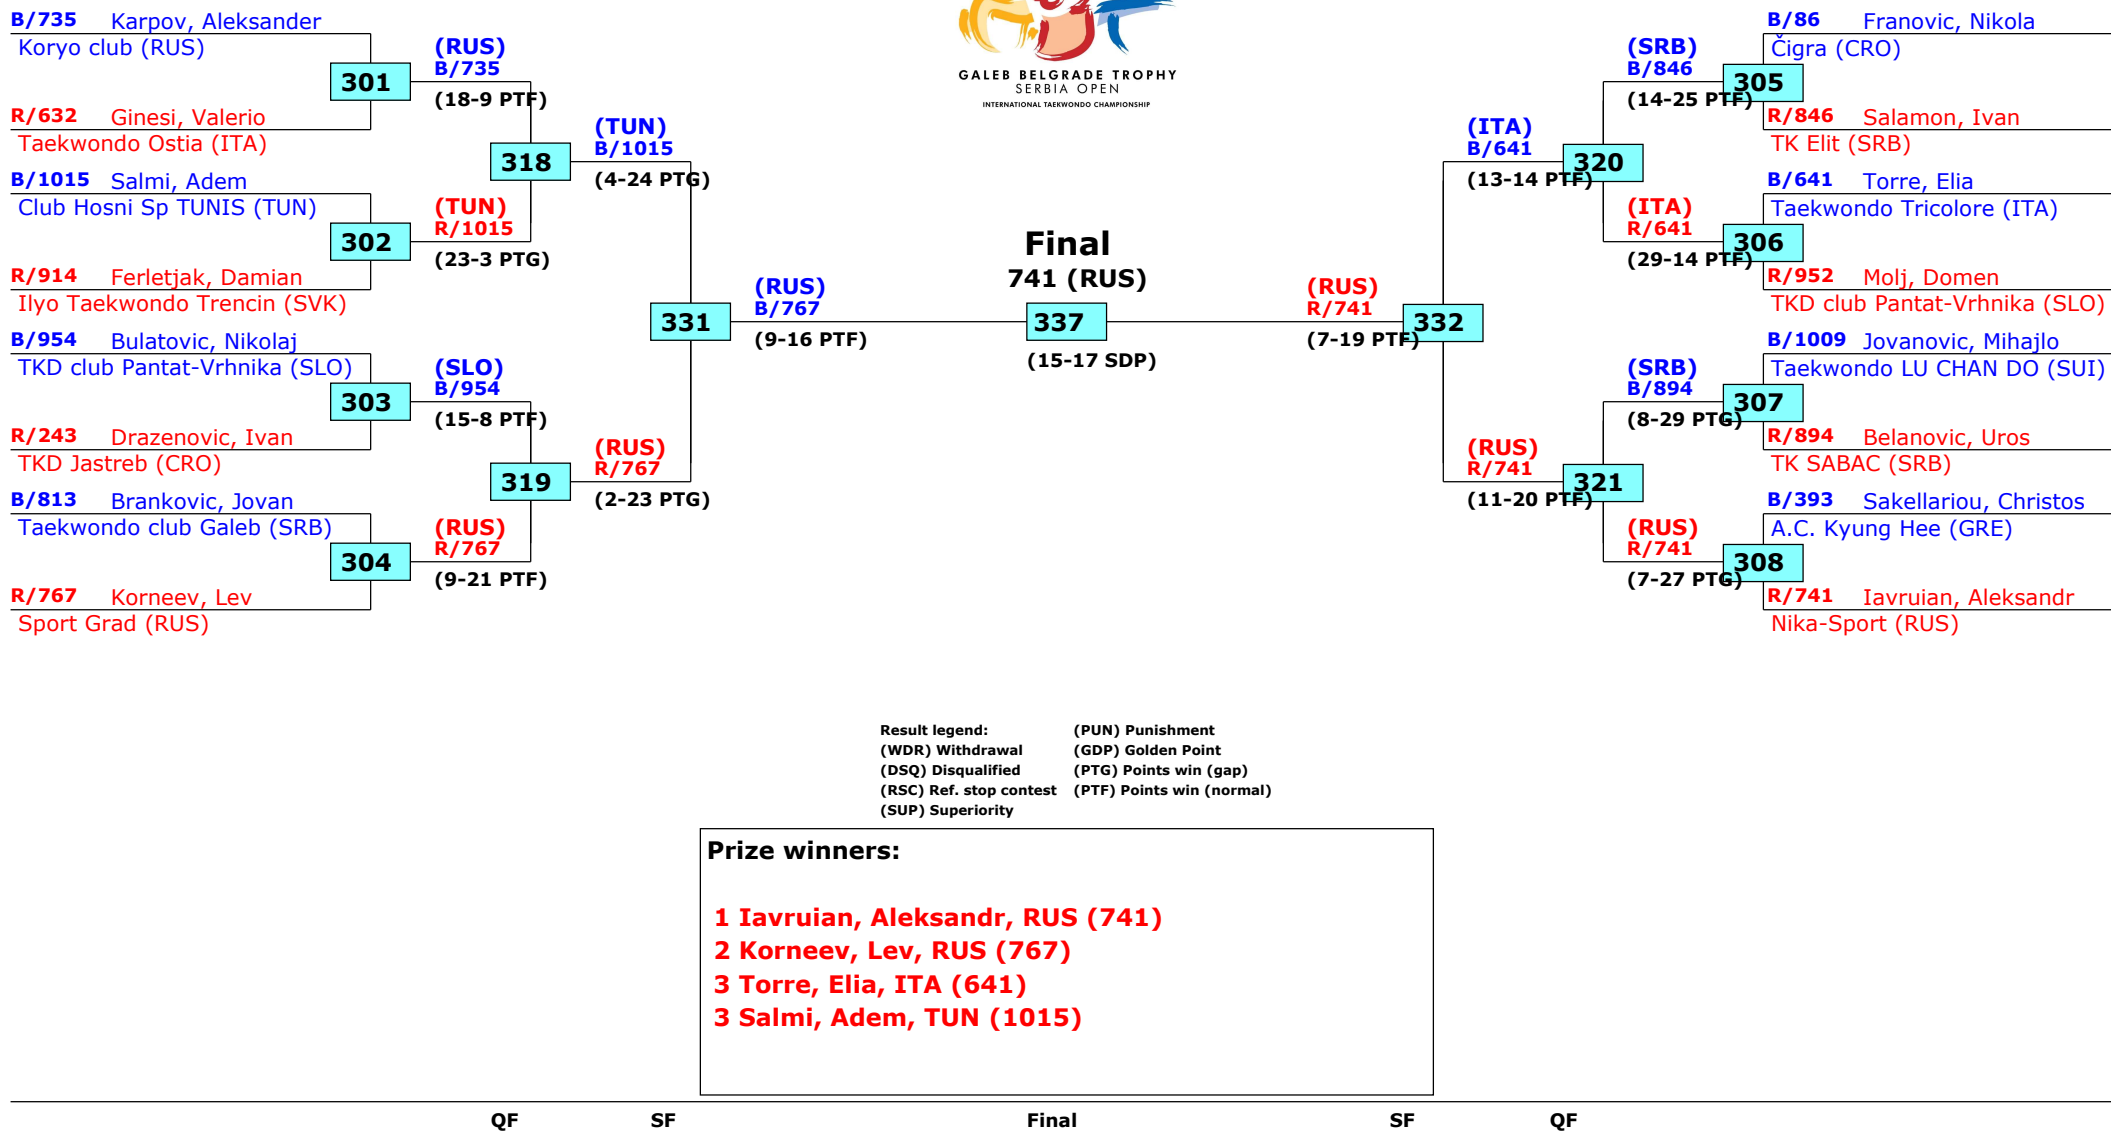 B/735 Karpov, Aleksander
Koryo club (RUS)
301
R/632 Ginesi, Valerio
Taekwondo Ostia (ITA)
B/1015 Salmi, Adem
Club Hosni Sp TUNIS (TUN)
302
R/914 Ferletjak, Damian
Ilyo Taekwondo Trencin (SVK)
B/954 Bulatovic, Nikolaj
TKD club Pantat-Vrhnika (SLO)
303
R/243 Drazenovic, Ivan
TKD Jastreb (CRO)
B/813 Brankovic, Jovan
Taekwondo club Galeb (SRB)
304
R/767 Korneev, Lev
Sport Grad (RUS)
(RUS)
B/735
(18-9 PTF)
318
(TUN)
R/1015
(23-3 PTG)
(SLO)
B/954
(15-8 PTF)
319
(RUS)
R/767
(9-21 PTF)
(TUN)
B/1015
(4-24 PTG)
331
(RUS)
R/767
(2-23 PTG)
(RUS)
B/767
(9-16 PTF)
GALEB BELGRADE TROPHY
SERBIA OPEN
INTERNATIONAL TAEKWONDO CHAMPIONSHIP
Final
741 (RUS)
337
(15-17 SDP)
(RUS)
R/741
(7-19 PTF)
332
(ITA)
B/641
(13-14 PTF)
320
(RUS)
R/741
(11-20 PTF)
321
(SRB)
B/846
(14-25 PTF)
(ITA)
R/641
(29-14 PTF)
(SRB)
B/894
(8-29 PTG)
(RUS)
R/741
(7-27 PTG)
B/86 Franovic, Nikola
Čigra (CRO)
305
R/846 Salamon, Ivan
TK Elit (SRB)
B/641 Torre, Elia
Taekwondo Tricolore (ITA)
306
R/952 Molj, Domen
TKD club Pantat-Vrhnika (SLO)
B/1009 Jovanovic, Mihajlo
Taekwondo LU CHAN DO (SUI)
307
R/894 Belanovic, Uros
TK SABAC (SRB)
B/393 Sakellariou, Christos
A.C. Kyung Hee (GRE)
308
R/741 Iavruian, Aleksandr
Nika-Sport (RUS)
Result legend: (PUN) Punishment
(WDR) Withdrawal (GDP) Golden Point
(DSQ) Disqualified (PTG) Points win (gap)
(RSC) Ref. stop contest (PTF) Points win (normal)
(SUP) Superiority
Prize winners:
1 Iavruian, Aleksandr, RUS (741)
2 Korneev, Lev, RUS (767)
3 Torre, Elia, ITA (641)
3 Salmi, Adem, TUN (1015)
QF SF Final SF QF